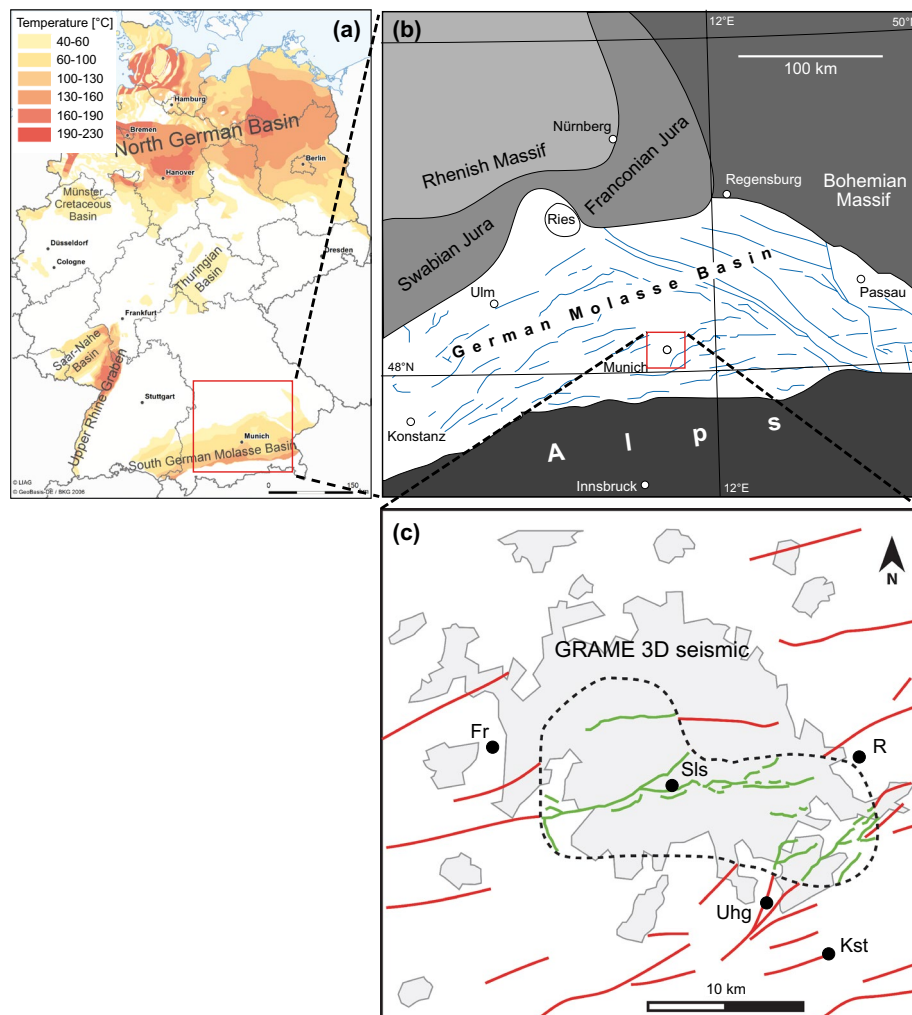 Temperature [°C]
40-60
60-100
100-130
130-160
160-190
190-230
(a)
Hamburg
Bremen
North German Basin
Berlin
Hanover
Münster
Cretaceous
Basin
Düsseldorf
Cologne
Dresden
Thuringian
Basin
Frankfurt
Saar-Nahe
Basin
Upper Rhine Graben
Stuttgart
Munich
South German Molasse Basin
© LIAG
© GeoBasis-DE / BKG 2006
0
150
(b)
12°E
50°N
100 km
Nürnberg
Rhenish Massif
Franconian Jura
Regensburg
Bohemian
Massif
Ries
Swabian Jura
Ulm
Passau
German Molasse Basin
48°N
Munich
Konstanz
Alps
Innsbruck
12°E
(c)
N
GRAME 3D seismic
Fr
R
Sls
Uhg
Kst
10 km